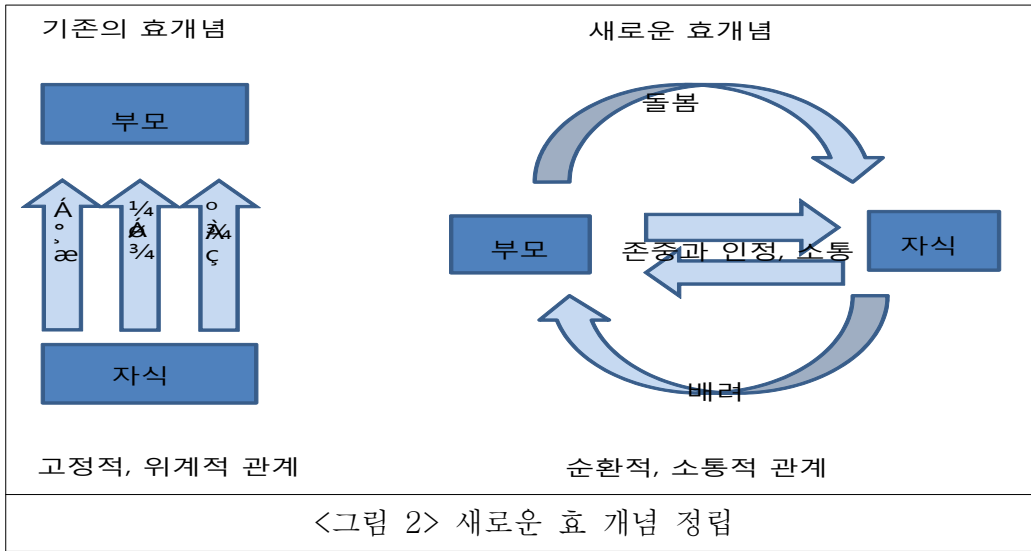 기존의 효개념
부모
자식
고정적, 위계적 관계
새로운 효개념
돌봄
부모
존중과 인정, 소통
자식
배려
순환적, 소통적 관계
<그림 2> 새로운 효 개념 정립